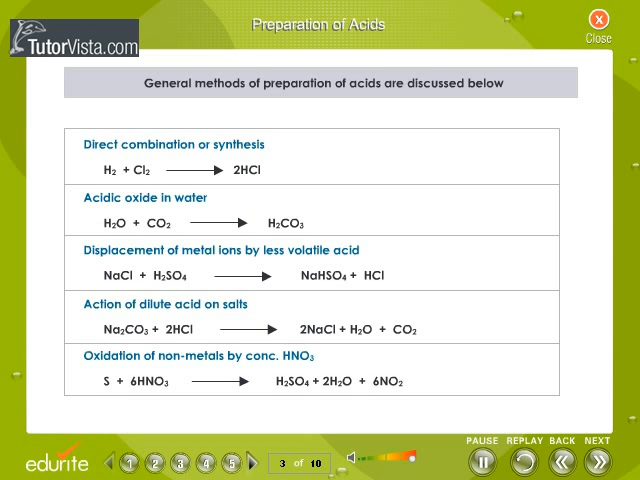 Preparation of Acids
Close
TutorVista.com
General methods of preparation of acids are discussed below
Direct combination or synthesis
H₂ + Cl₂ → 2HCl
Acidic oxide in water
H₂O + CO₂ → H₂CO₃
Displacement of metal ions by less volatile acid
NaCl + H₂SO₄ → NaHSO₄ + HCl
Action of dilute acid on salts
Na₂CO₃ + 2HCl → 2NaCl + H₂O + CO₂
Oxidation of non-metals by conc. HNO₃
S + 6HNO₃ → H₂SO₄ + 2H₂O + 6NO₂
PAUSE REPLAY BACK NEXT
edurite 1 2 3 4 5 3 of 10